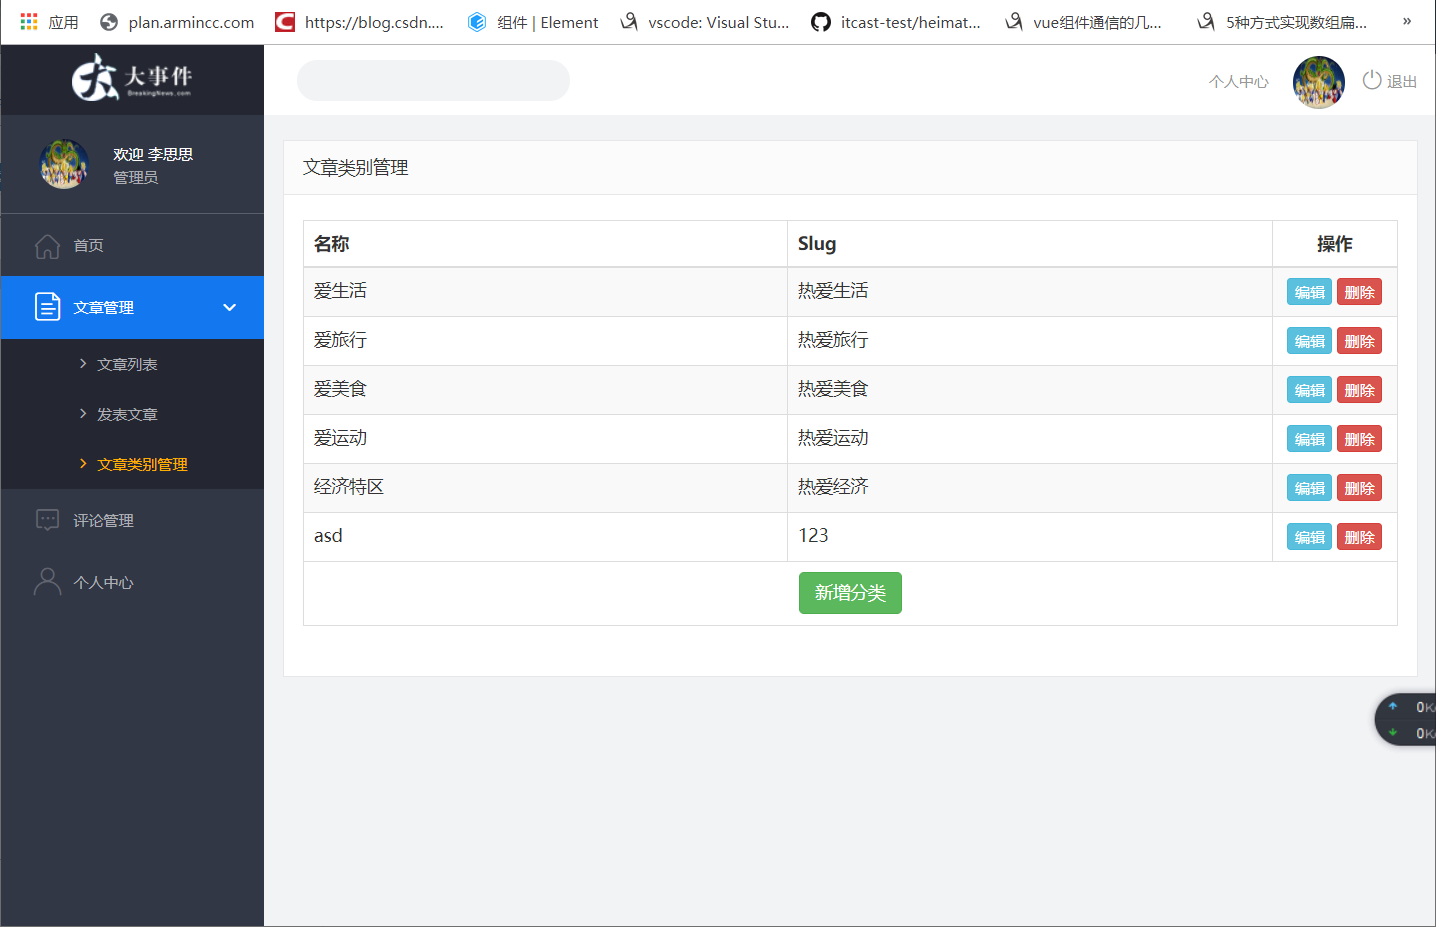 应用 plan.armincc.com https://blog.csdn.... 组件 | Element vscode: Visual Stu... itcast-test/heimat... vue组件通信的几... 5种方式实现数组扁... »
大事件
BreakingNews.com
个人中心 退出
欢迎 李思思
管理员
首页
文章管理
文章列表
发表文章
文章类别管理
评论管理
个人中心
文章类别管理
名称 Slug 操作
爱生活 热爱生活 编辑 删除
爱旅行 热爱旅行 编辑 删除
爱美食 热爱美食 编辑 删除
爱运动 热爱运动 编辑 删除
经济特区 热爱经济 编辑 删除
asd 123 编辑 删除
新增分类
0K
0K